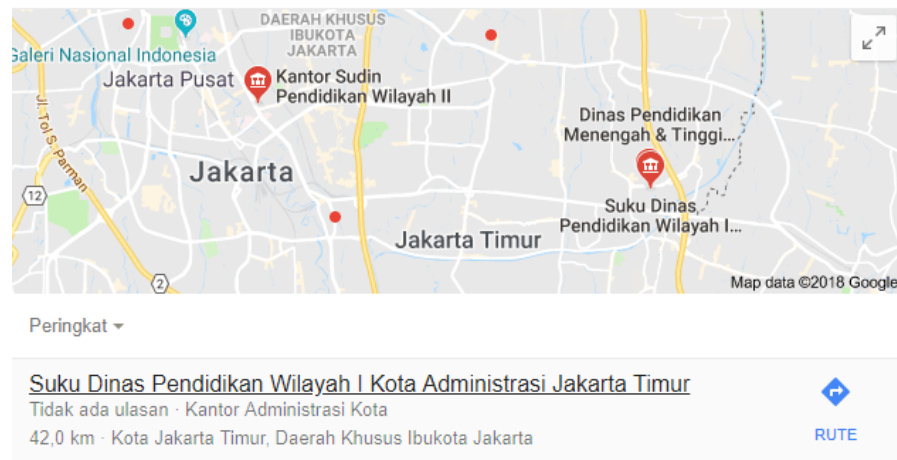 DAERAH KHUSUS
IBUKOTA
JAKARTA
Galeri Nasional Indonesia
Jakarta Pusat
Kantor Sudin
Pendidikan Wilayah II
Jl. Tol S. Parman
Dinas Pendidikan
Menengah & Tinggi...
Jakarta
12
Suku Dinas
Pendidikan Wilayah I...
Jakarta Timur
2
Map data ©2018 Google
Peringkat
Suku Dinas Pendidikan Wilayah I Kota Administrasi Jakarta Timur
Tidak ada ulasan · Kantor Administrasi Kota
42,0 km · Kota Jakarta Timur, Daerah Khusus Ibukota Jakarta
RUTE